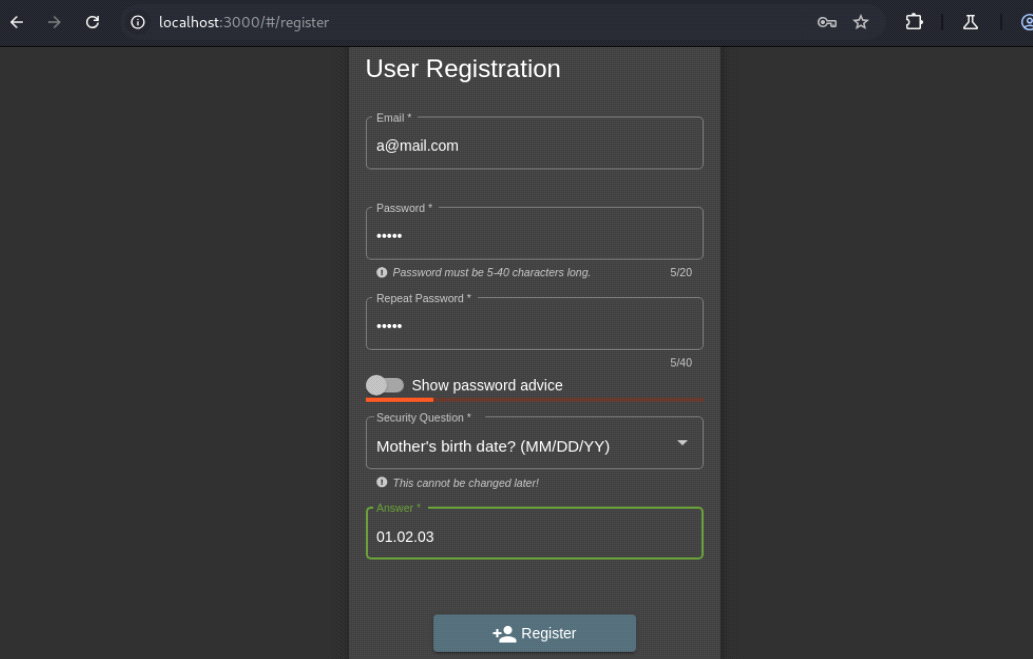 localhost:3000/#/register
User Registration
Email *
a@mail.com
Password *
•••••
Password must be 5-40 characters long. 5/20
Repeat Password *
•••••
5/40
Show password advice
Security Question *
Mother's birth date? (MM/DD/YY)
This cannot be changed later!
Answer *
01.02.03
Register